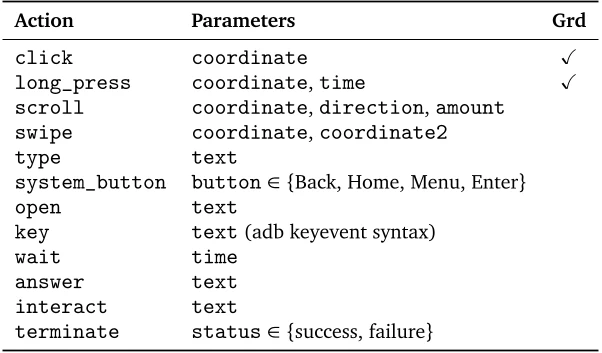 Action Parameters Grd
click coordinate ✓
long_press coordinate, time ✓
scroll coordinate, direction, amount
swipe coordinate, coordinate2
type text
system_button button ∈ {Back, Home, Menu, Enter}
open text
key text (adb keyevent syntax)
wait time
answer text
interact text
terminate status ∈ {success, failure}